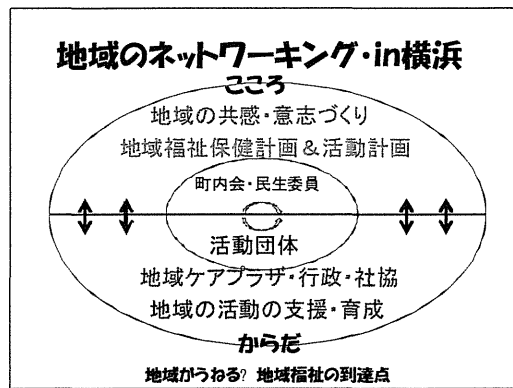 地域のネットワーキング・in横浜
こころ
地域の共感・意志づくり
地域福祉保健計画&活動計画
町内会・民生委員
活動団体
地域ケアプラザ・行政・社協
地域の活動の支援・育成
からだ
地域がうねる? 地域福祉の到達点